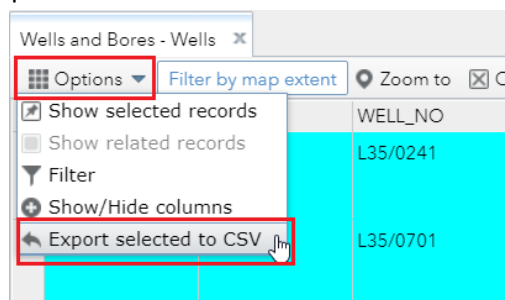 Wells and Bores - Wells x
Options Filter by map extent Zoom to
Show selected records WELL_NO
Show related records L35/0241
Filter
Show/Hide columns
Export selected to CSV L35/0701